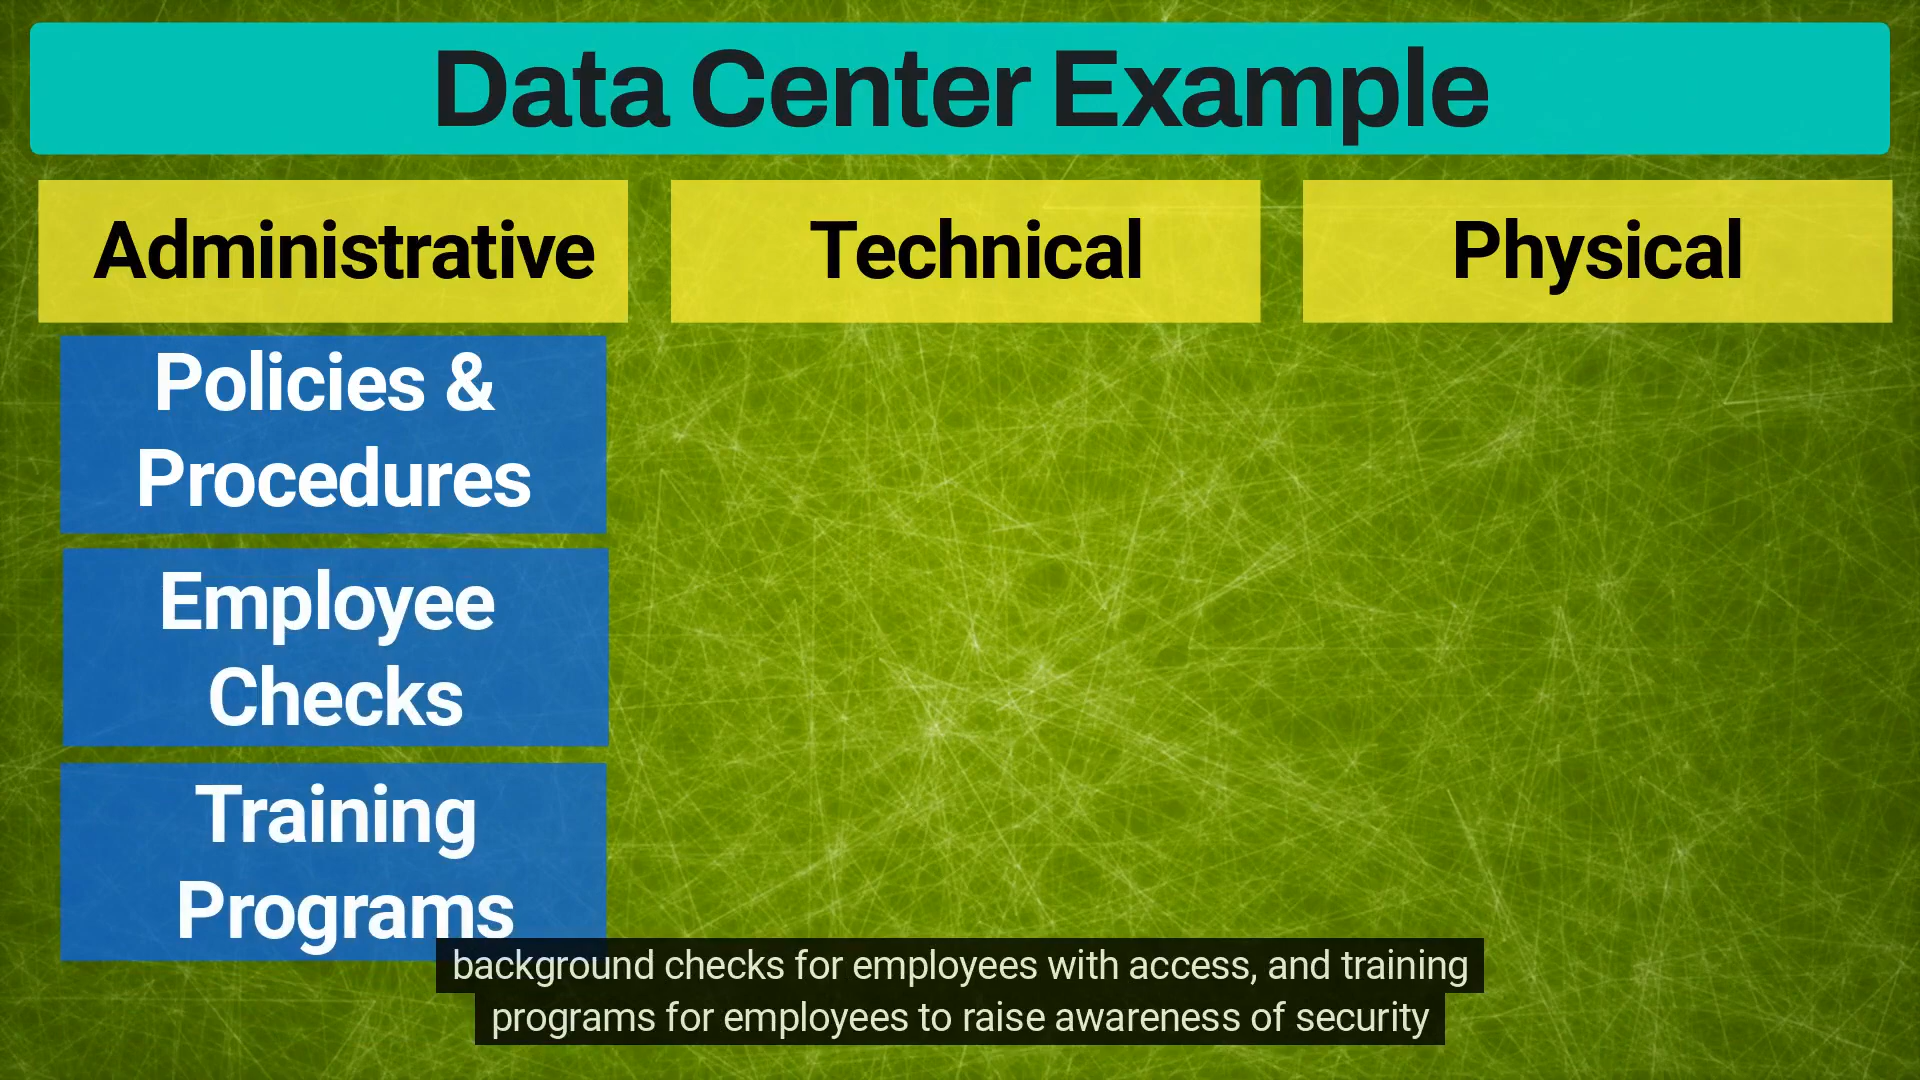 Data Center Example
Administrative
Technical
Physical
Policies &
Procedures
Employee
Checks
Training
Programs
background checks for employees with access, and training
programs for employees to raise awareness of security